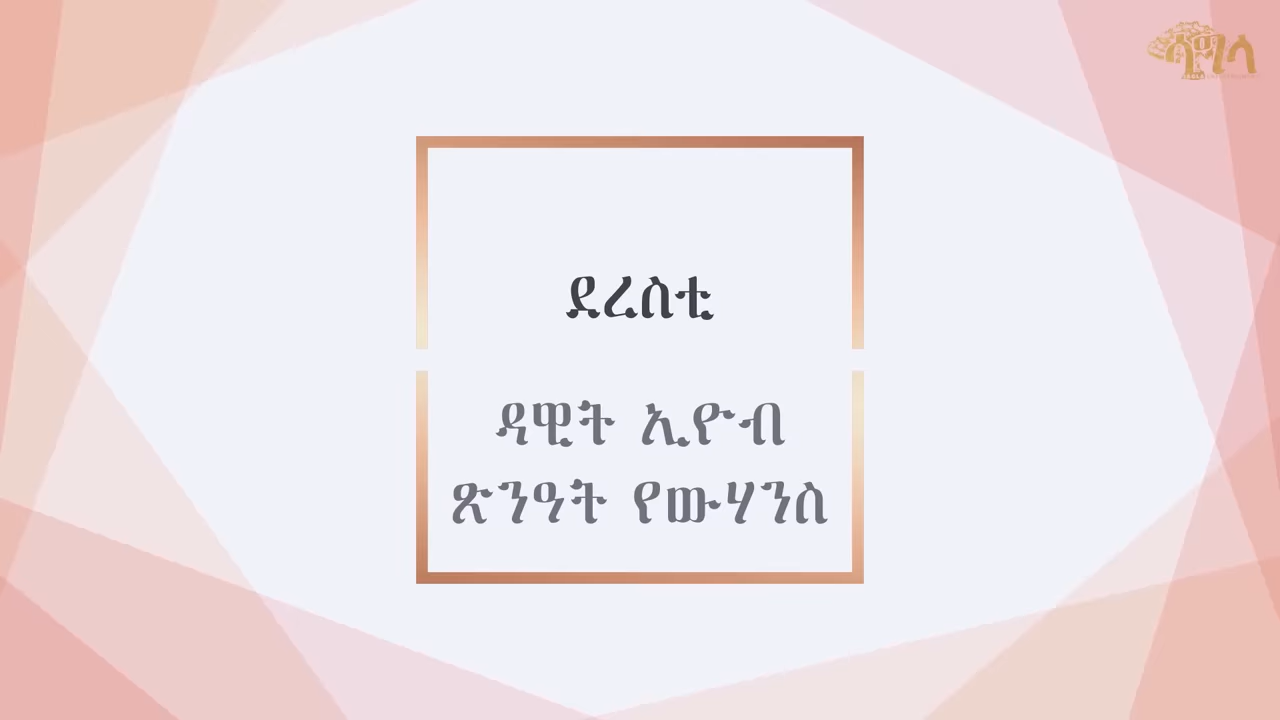 ደረስቲ
ዳዊት ኢዮብ
ጽንዓት የውሃንስ